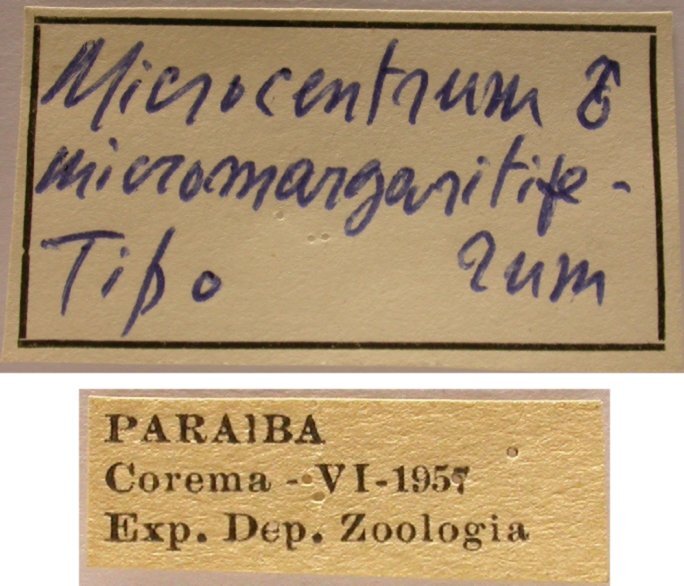 Microcentrum ♂
micromargaritife-
Tipo rum
PARAIBA
Corema - VI-1957
Exp. Dep. Zoologia